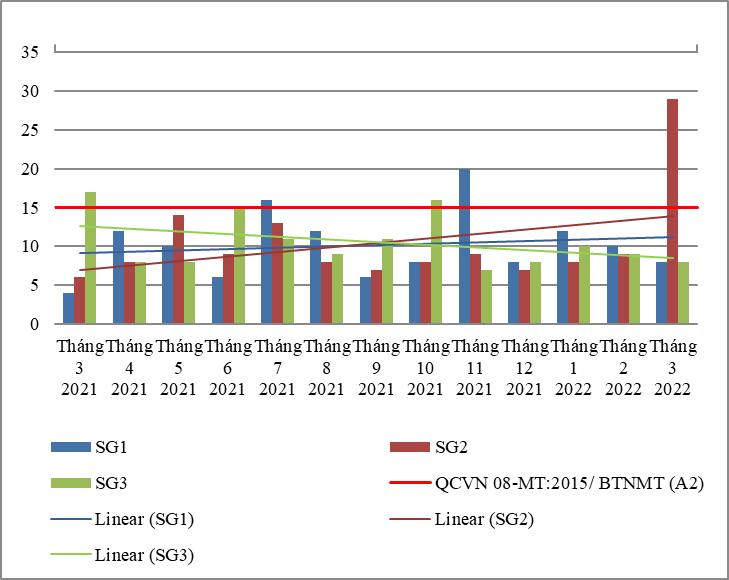 35
30
25
20
15
10
5
0
Tháng Tháng Tháng Tháng Tháng Tháng Tháng Tháng Tháng Tháng Tháng Tháng Tháng
3 4 5 6 7 8 9 10 11 12 1 2 3
2021 2021 2021 2021 2021 2021 2021 2021 2021 2021 2022 2022 2022
SG1 SG2
SG3 QCVN 08-MT:2015/ BTNMT (A2)
Linear (SG1) Linear (SG2)
Linear (SG3)